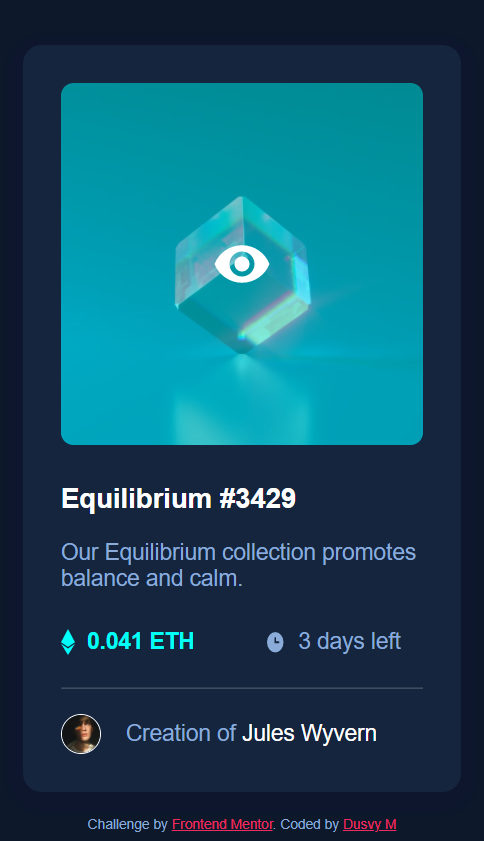 Equilibrium #3429
Our Equilibrium collection promotes
balance and calm.
0.041 ETH
3 days left
Creation of Jules Wyvern
Challenge by Frontend Mentor. Coded by Dusvy M